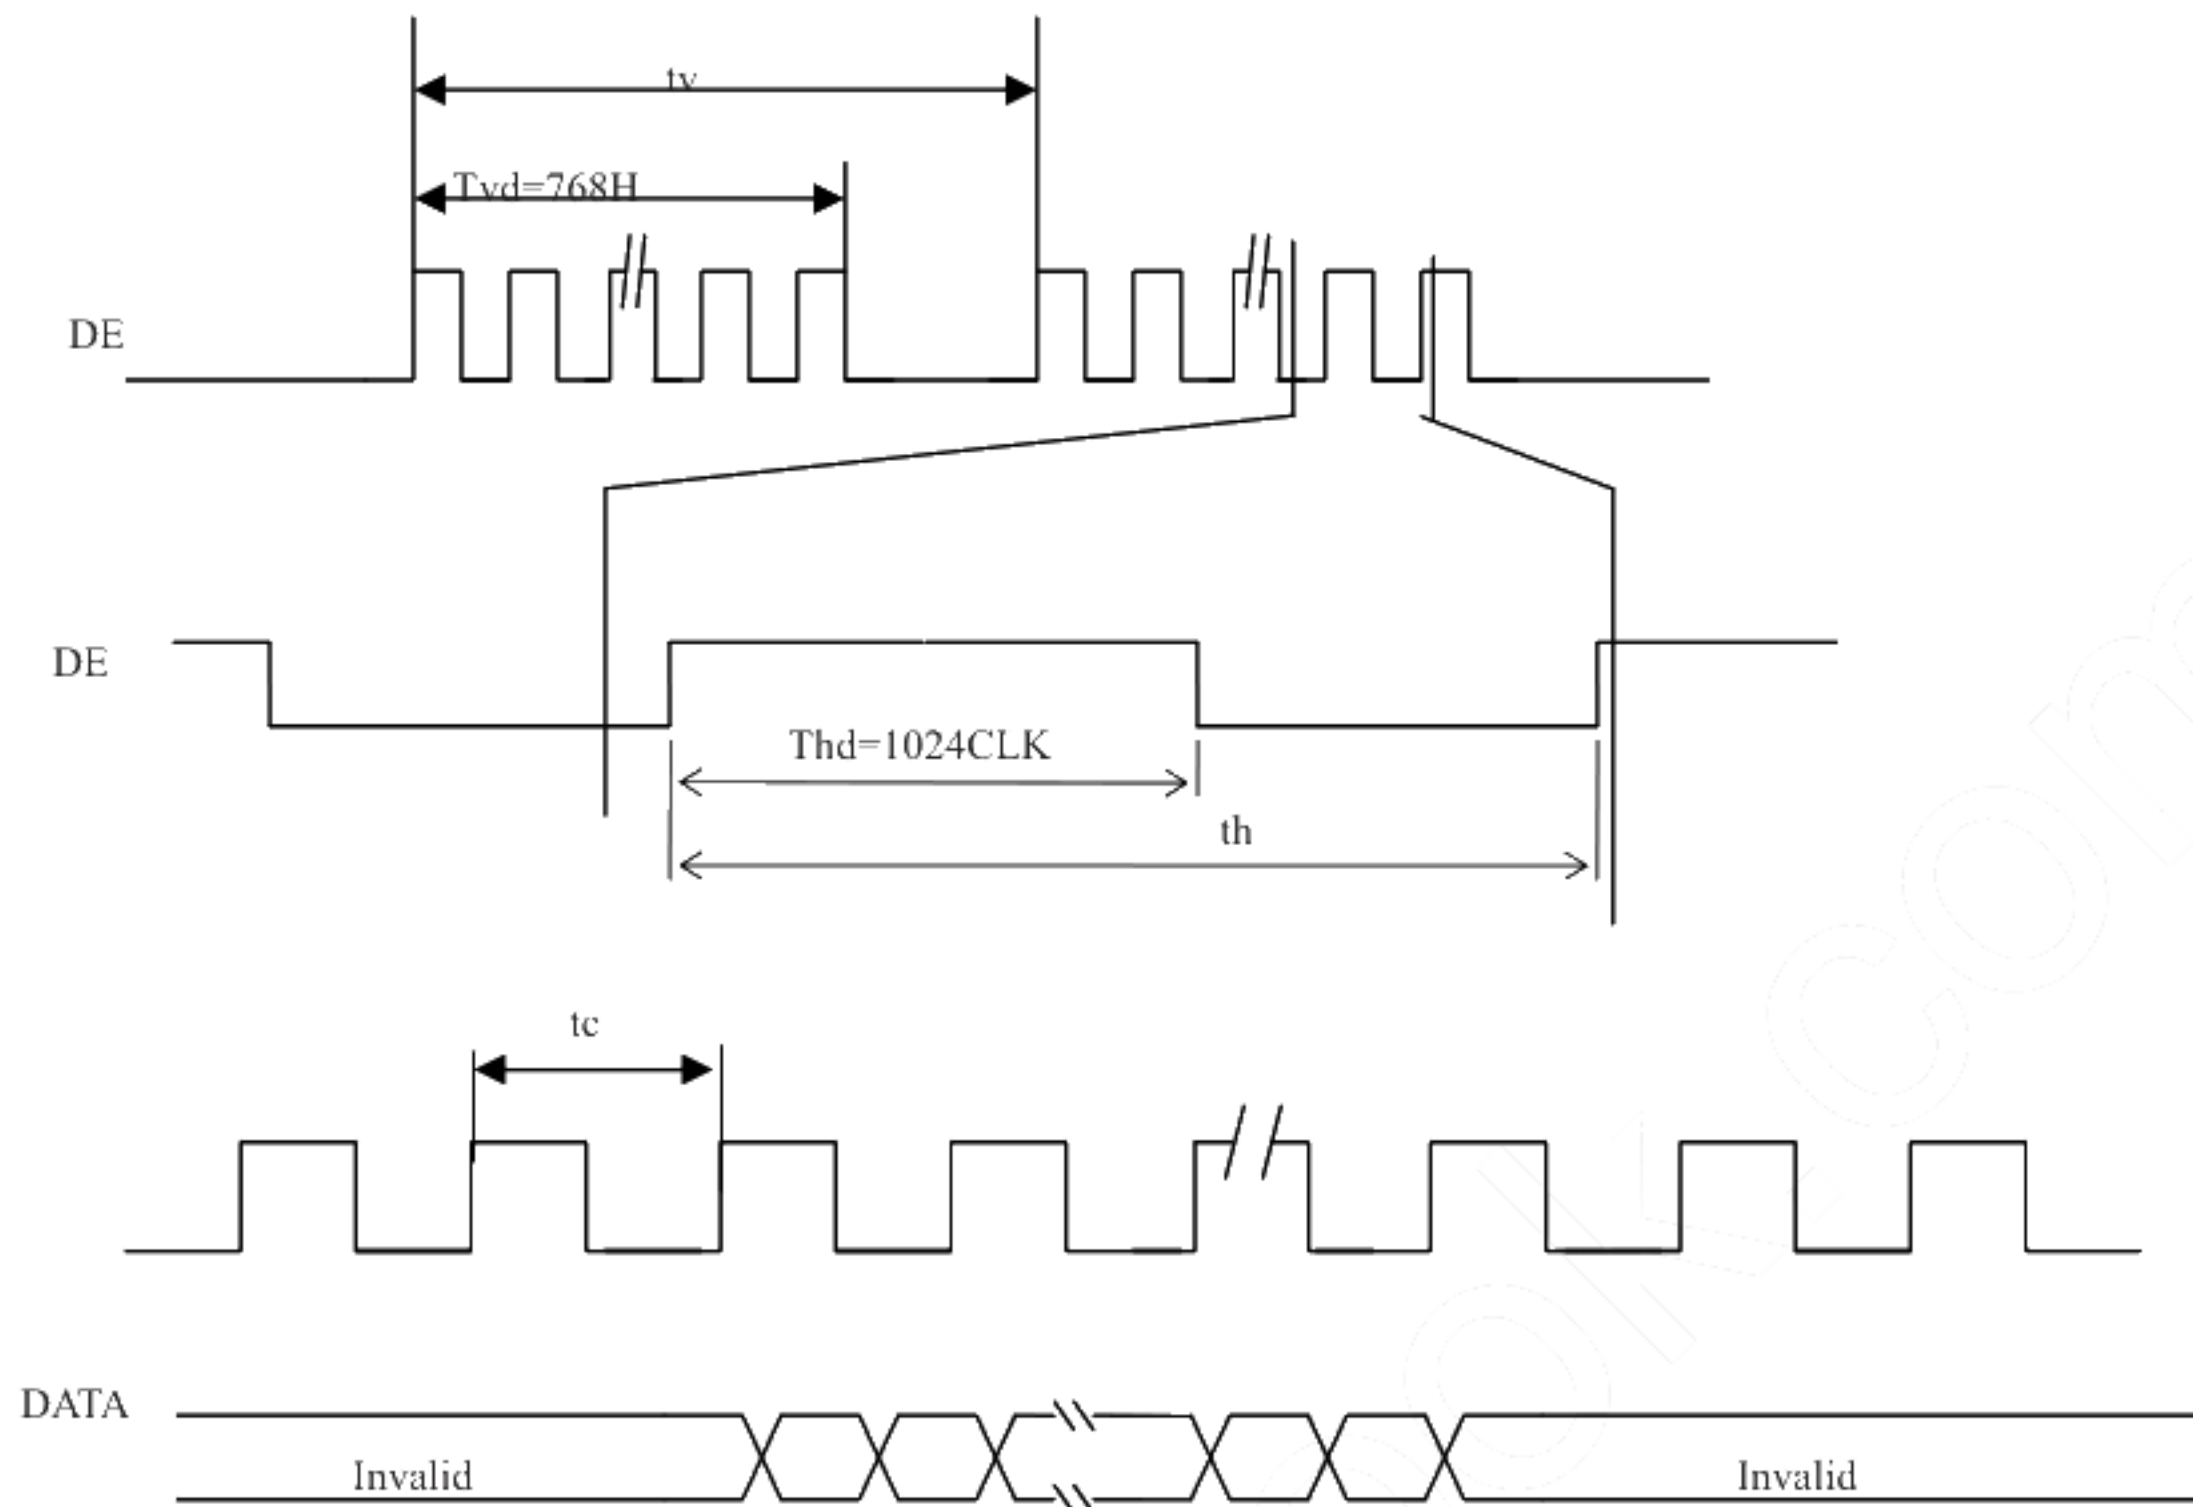 tv
Tvd=768H
DE
DE
Thd=1024CLK
th
tc
DATA
Invalid
Invalid